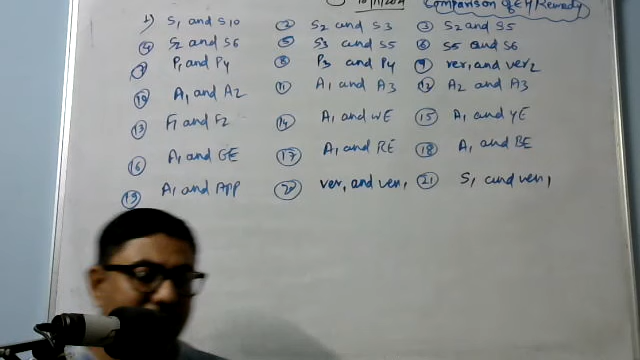 10/11/2024 Comparison of EH Remedy
1) S1 and S10 ② S2 and S3 ③ S2 and S5
④ S2 and S6 ⑤ S3 and S5 ⑥ S5 and S6
⑦ P1 and P4 ⑧ P3 and P4 ⑨ ver1 and ver2
⑩ A1 and A2 ⑪ A1 and A3 ⑫ A2 and A3
⑬ F1 and F2 ⑭ A1 and WE ⑮ A1 and YE
⑯ A1 and GE ⑰ A1 and RE ⑱ A1 and BE
⑲ A1 and APP ⑳ ver1 and ven1 ㉑ S1 and ven1